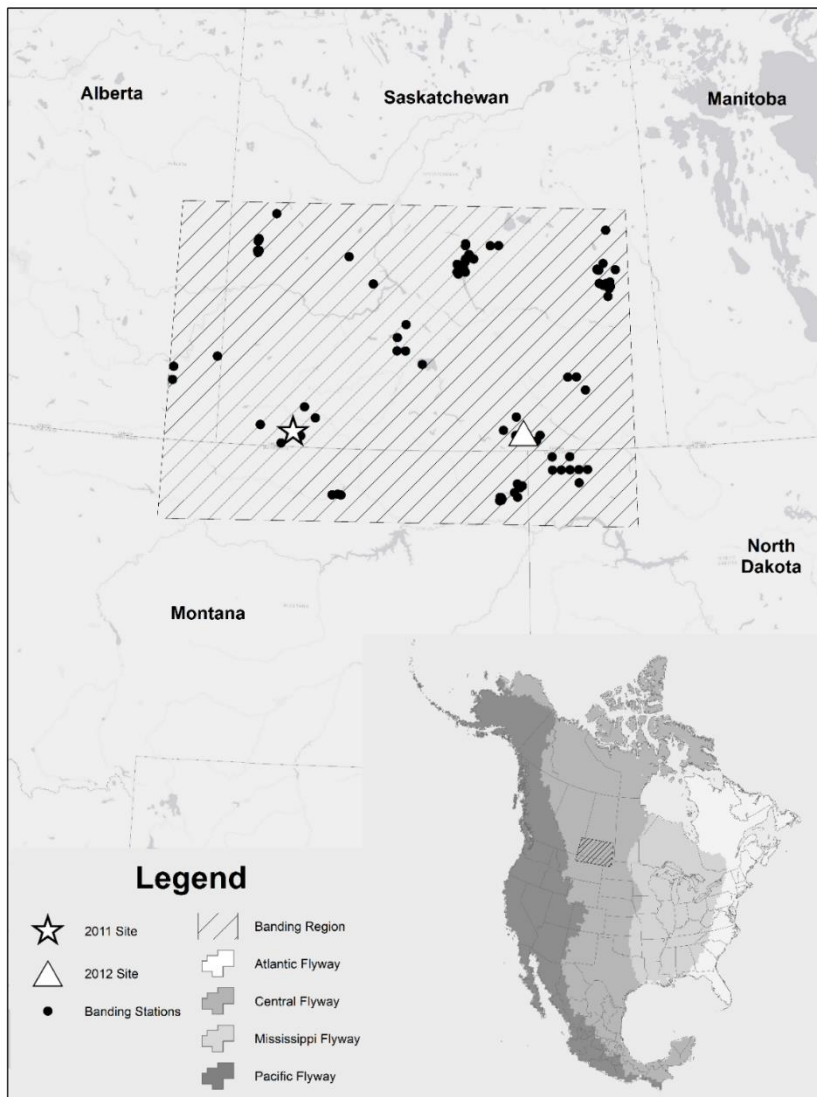 Alberta
Saskatchewan
Manitoba
North
Dakota
Montana
Legend
2011 Site
2012 Site
Banding Stations
Banding Region
Atlantic Flyway
Central Flyway
Mississippi Flyway
Pacific Flyway